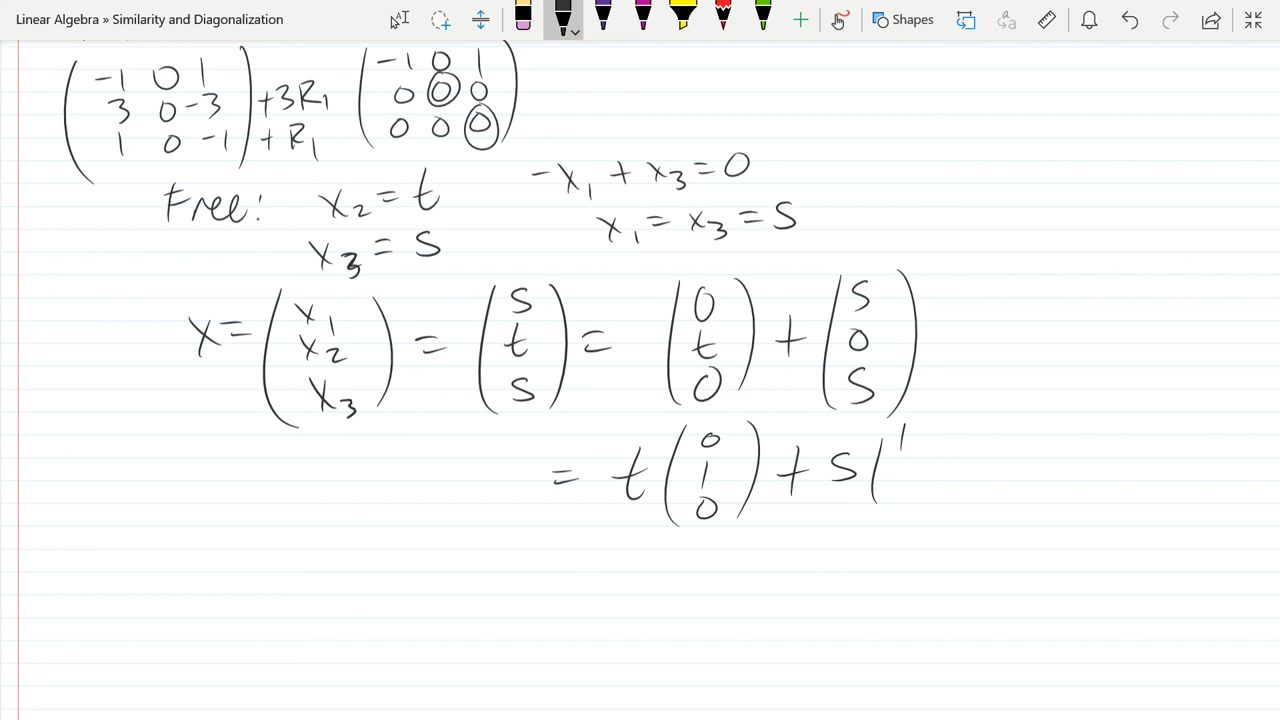 Linear Algebra » Similarity and Diagonalization
Shapes
-1 0 1
3 0 -3 +3R1
1 0 -1 +R1
-1 0 1
0 0 0
0 0 0
Free: x2 = t
x3 = s
-x1 + x3 = 0
x1 = x3 = s
x = (x1 x2 x3) = (s t s) = (0 t 0) + (s 0 s)
= t(0 1 0) + s(1